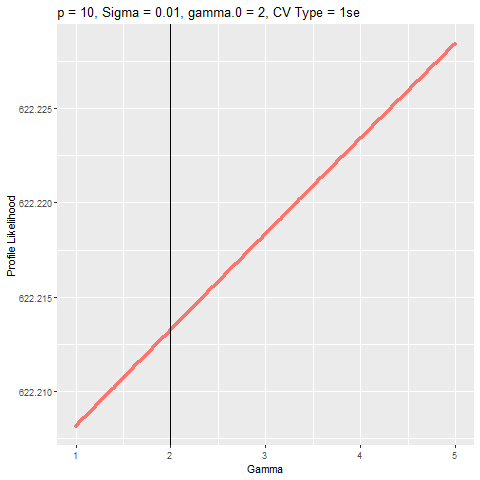 p = 10, Sigma = 0.01, gamma.0 = 2, CV Type = 1se
Profile Likelihood
622.225
622.220
622.215
622.210
1 2 3 4 5
Gamma